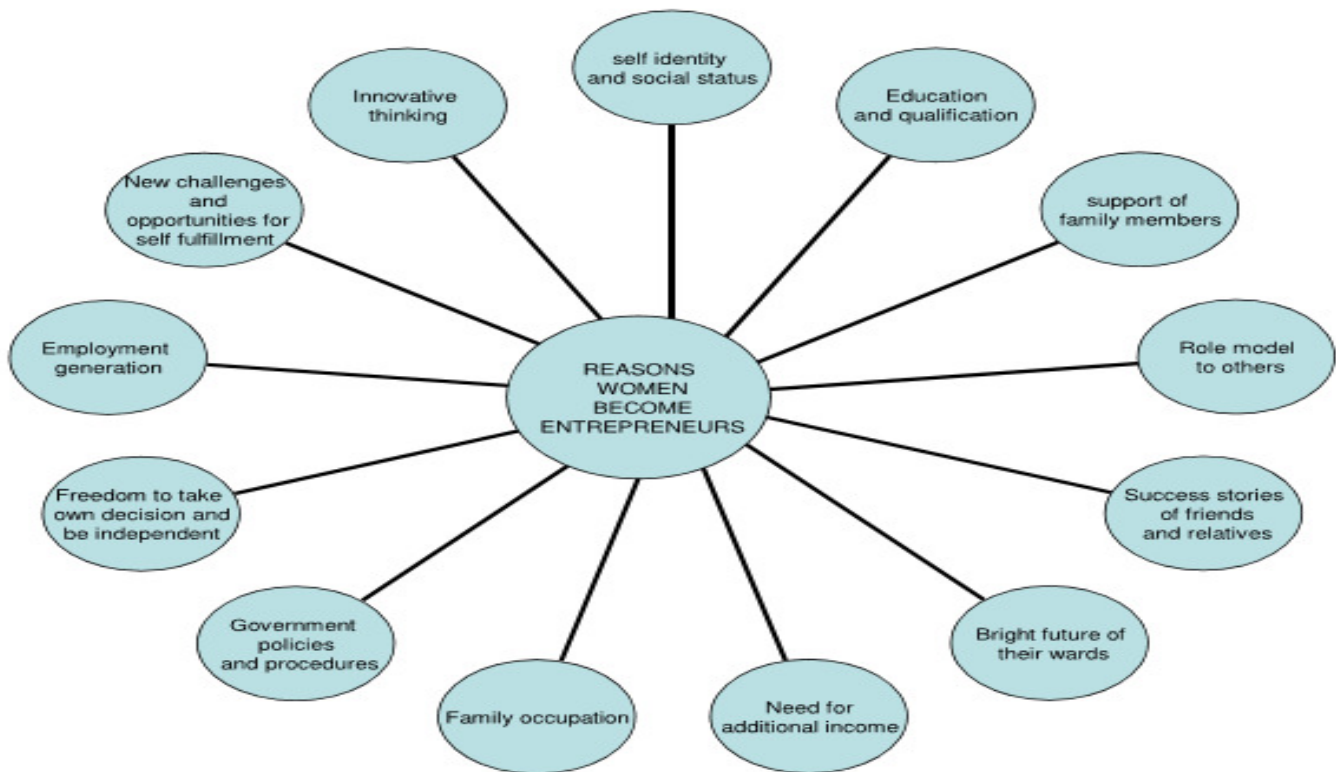 self identity
and social status
Education
and qualification
support of
family members
Role model
to others
Success stories
of friends
and relatives
Bright future of
their wards
Need for
additional income
Family occupation
Government
policies
and procedures
Freedom to take
own decision and
be independent
Employment
generation
New challenges
and
opportunities for
self fulfillment
Innovative
thinking
REASONS
WOMEN
BECOME
ENTREPRENEURS